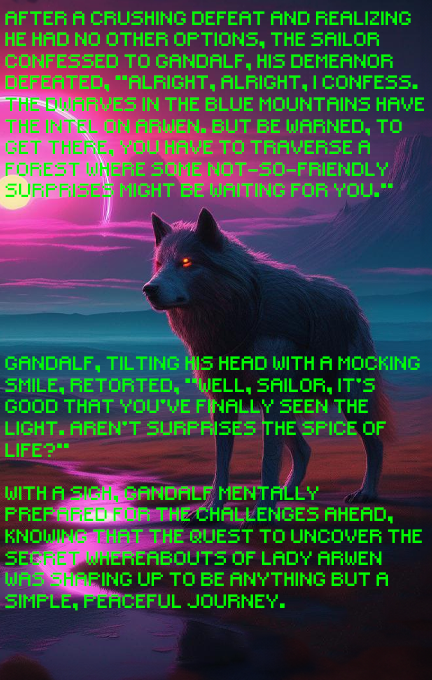 AFTER A CRUSHING DEFEAT AND REALIZING
HE HAD NO OTHER OPTIONS, THE SAILOR
CONFESSED TO GANDALF, HIS DEMEANOR
DEFEATED, ""ALRIGHT, ALRIGHT, I CONFESS.
THE DWARVES IN THE BLUE MOUNTAINS HAVE
THE INTEL ON ARWEN. BUT BE WARNED, TO
GET THERE, YOU HAVE TO TRAVERSE A
FOREST WHERE SOME NOT-SO-FRIENDLY
SURPRISES MIGHT BE WAITING FOR YOU.""
GANDALF, TILTING HIS HEAD WITH A MOCKING
SMILE, RETORTED, ""WELL, SAILOR, IT'S
GOOD THAT YOU'VE FINALLY SEEN THE
LIGHT. AREN'T SURPRISES THE SPICE OF
LIFE?""
WITH A SIGH, GANDALF MENTALLY
PREPARED FOR THE CHALLENGES AHEAD,
KNOWING THAT THE QUEST TO UNCOVER THE
SECRET WHEREABOUTS OF LADY ARWEN
WAS SHAPING UP TO BE ANYTHING BUT A
SIMPLE, PEACEFUL JOURNEY.